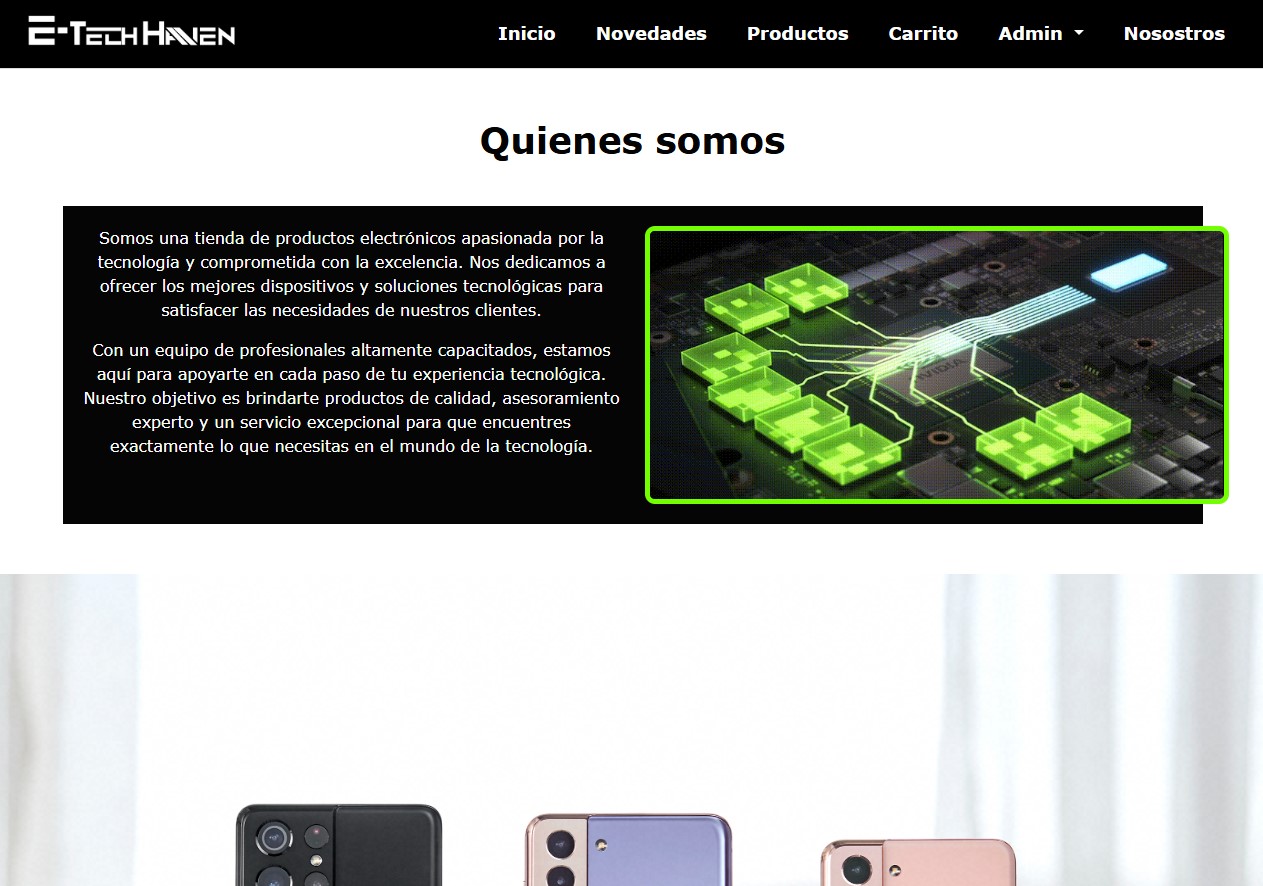 E-Tech Haven
Inicio Novedades Productos Carrito Admin Nosostros
Quienes somos
Somos una tienda de productos electrónicos apasionada por la
tecnología y comprometida con la excelencia. Nos dedicamos a
ofrecer los mejores dispositivos y soluciones tecnológicas para
satisfacer las necesidades de nuestros clientes.
Con un equipo de profesionales altamente capacitados, estamos
aquí para apoyarte en cada paso de tu experiencia tecnológica.
Nuestro objetivo es brindarte productos de calidad, asesoramiento
experto y un servicio excepcional para que encuentres
exactamente lo que necesitas en el mundo de la tecnología.